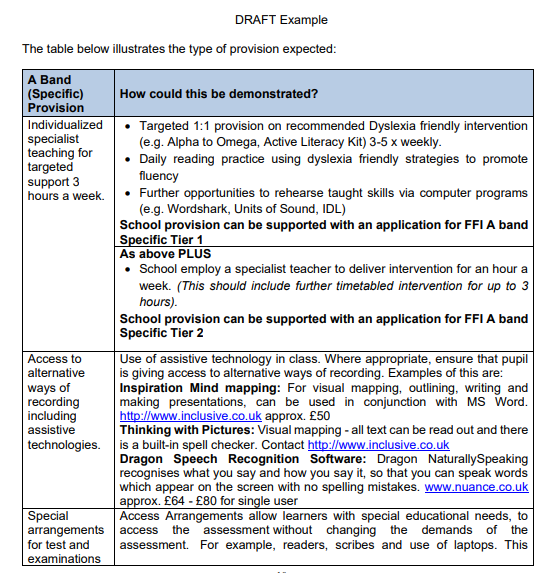 DRAFT Example
The table below illustrates the type of provision expected:
A Band
(Specific)
Provision
How could this be demonstrated?
Individualized
specialist
teaching for
targeted
support 3
hours a week.
• Targeted 1:1 provision on recommended Dyslexia friendly intervention
(e.g. Alpha to Omega, Active Literacy Kit) 3-5 x weekly.
• Daily reading practice using dyslexia friendly strategies to promote
fluency
• Further opportunities to rehearse taught skills via computer programs
(e.g. Wordshark, Units of Sound, IDL)
School provision can be supported with an application for FFI A band
Specific Tier 1
As above PLUS
• School employ a specialist teacher to deliver intervention for an hour a
week. (This should include further timetabled intervention for up to 3
hours).
School provision can be supported with an application for FFI A band
Specific Tier 2
Access to
alternative
ways of
recording
including
assistive
technologies.
Use of assistive technology in class. Where appropriate, ensure that pupil
is giving access to alternative ways of recording. Examples of this are:
Inspiration Mind mapping: For visual mapping, outlining, writing and
making presentations, can be used in conjunction with MS Word.
http://www.inclusive.co.uk approx. £50
Thinking with Pictures: Visual mapping - all text can be read out and there
is a built-in spell checker. Contact http://www.inclusive.co.uk
Dragon Speech Recognition Software: Dragon NaturallySpeaking
recognises what you say and how you say it, so that you can speak words
which appear on the screen with no spelling mistakes. www.nuance.co.uk
approx. £64 - £80 for single user
Special
arrangements
for test and
examinations
Access Arrangements allow learners with special educational needs, to
access the assessment without changing the demands of the
assessment. For example, readers, scribes and use of laptops. This